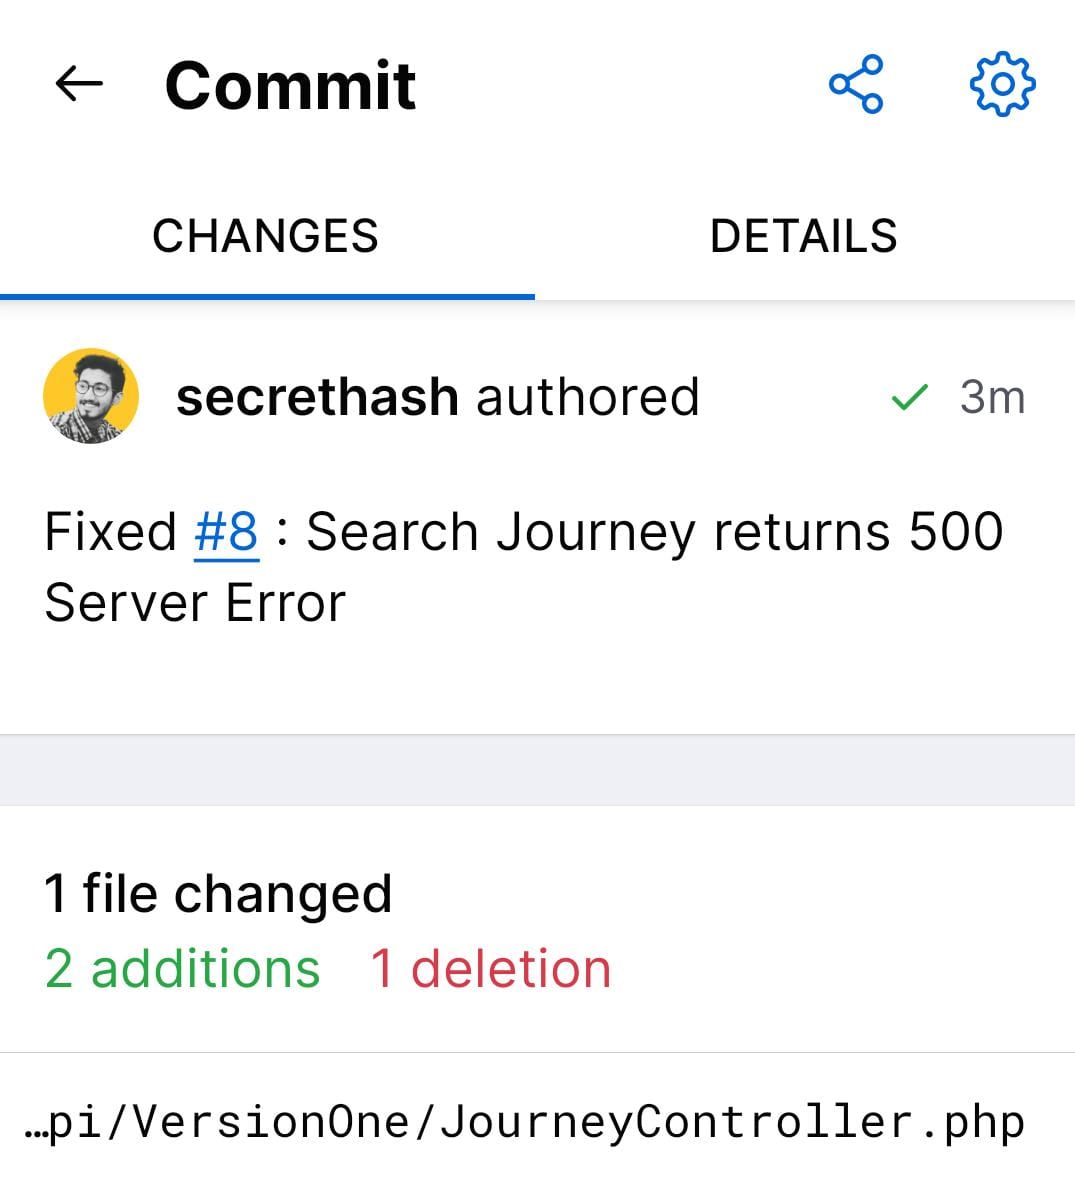 Commit
CHANGES DETAILS
secrethash authored 3m
Fixed #8 : Search Journey returns 500
Server Error
1 file changed
2 additions 1 deletion
…pi/VersionOne/JourneyController.php